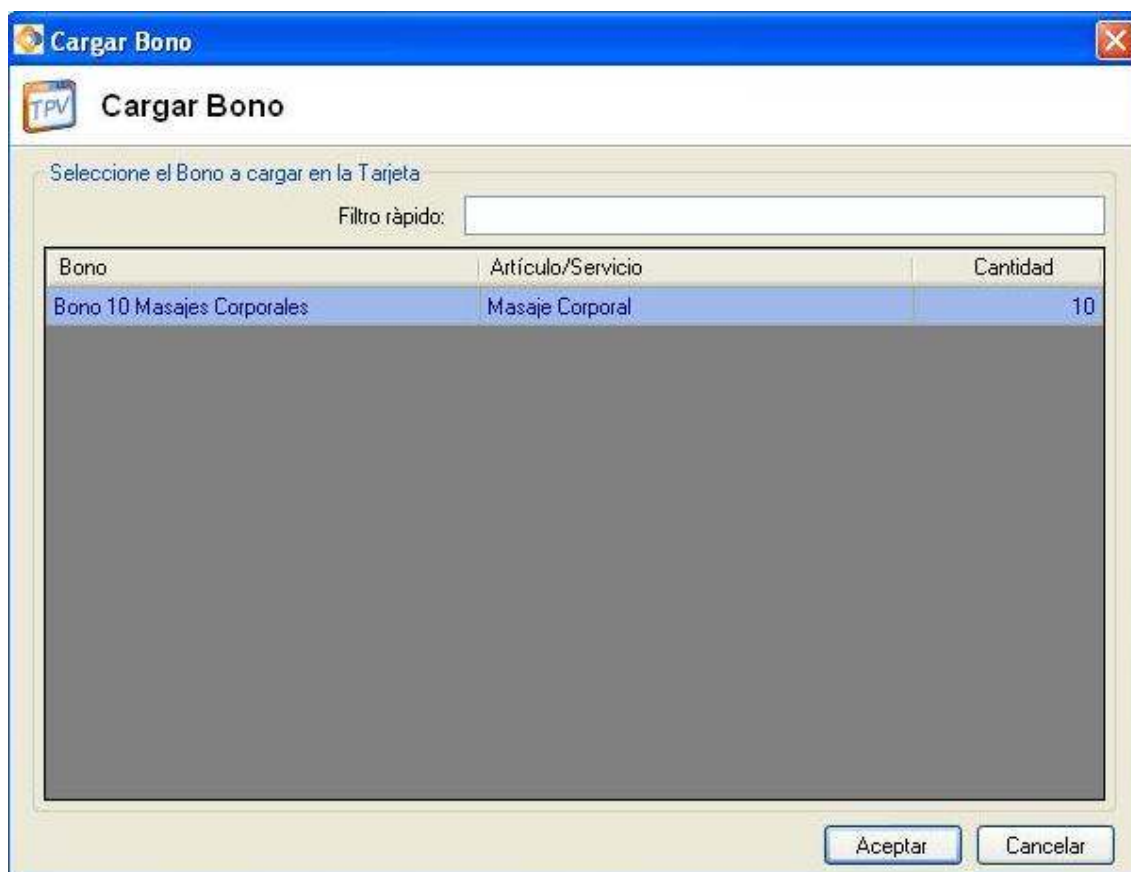 Cargar Bono
TPV Cargar Bono
Seleccione el Bono a cargar en la Tarjeta
Filtro ràpido:
Bono Artículo/Servicio Cantidad
Bono 10 Masajes Corporales Masaje Corporal 10
Aceptar Cancelar